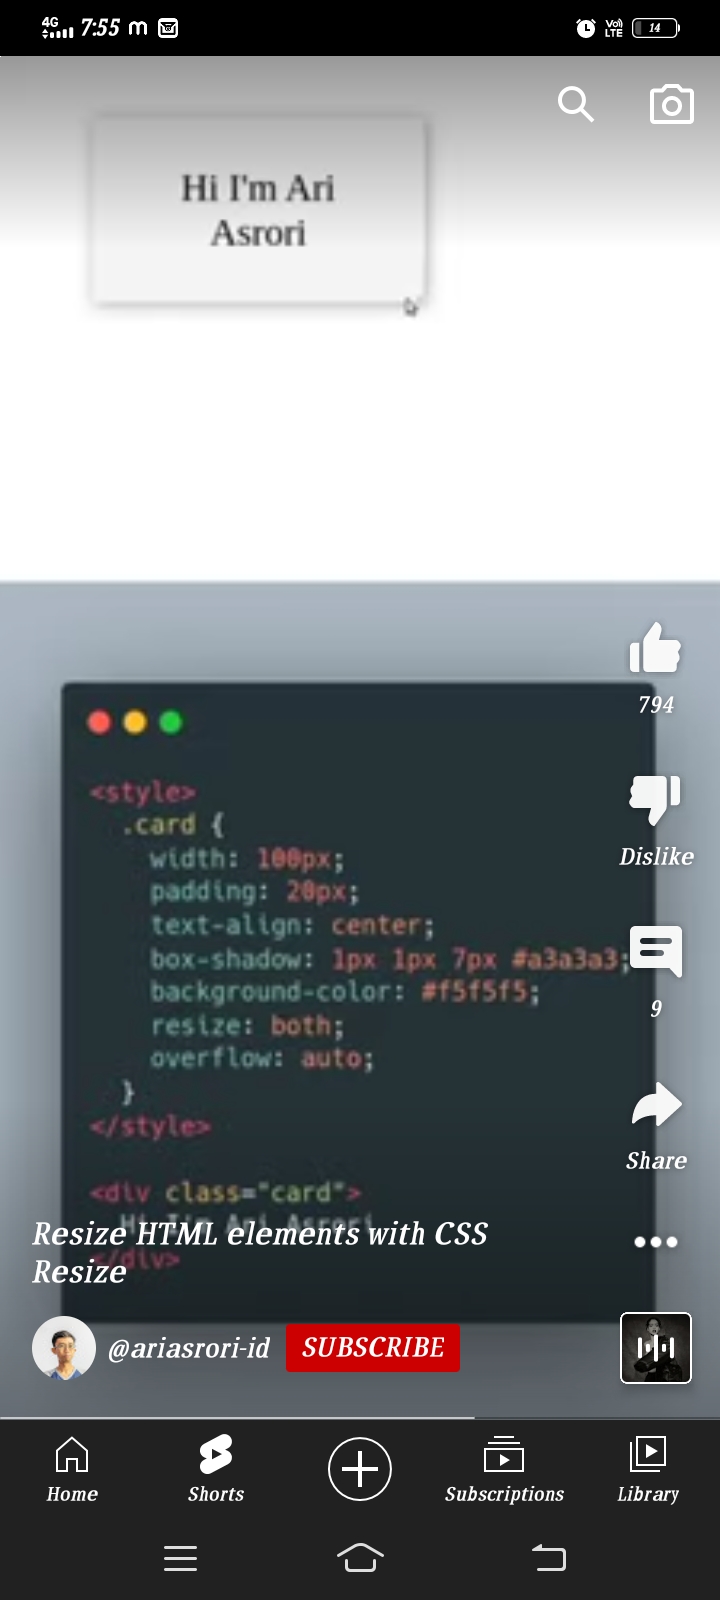 4G 7:55 m Vo) LTE 14
Hi I'm Ari
Asrori
794
<style>
.card {
width: 100px;
padding: 20px;
Dislike
text-align: center;
box-shadow: 1px 1px 7px #a3a3a3;
background-color: #f5f5f5;
9
resize: both;
overflow: auto;
}
</style>
Share
<div class="card">
Hi I'm Ari Asrori
</div>
Resize HTML elements with CSS
Resize
@ariasrori-id SUBSCRIBE
Home Shorts Subscriptions Library